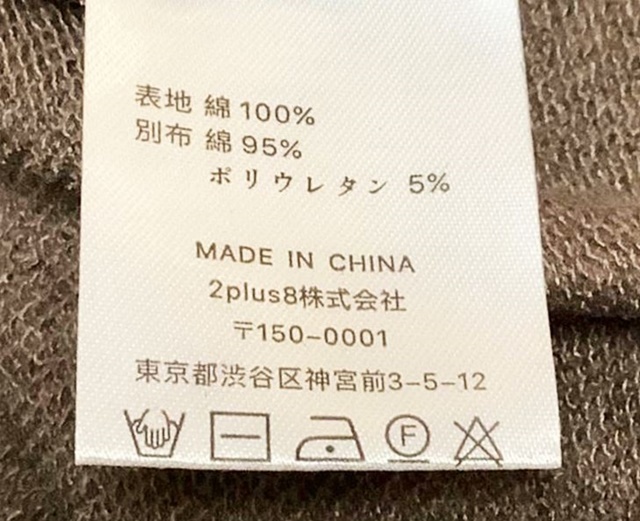 表地 綿100%
別布 綿95%
ポリウレタン 5%
MADE IN CHINA
2plus8株式会社
〒150-0001
東京都渋谷区神宮前3-5-12
F